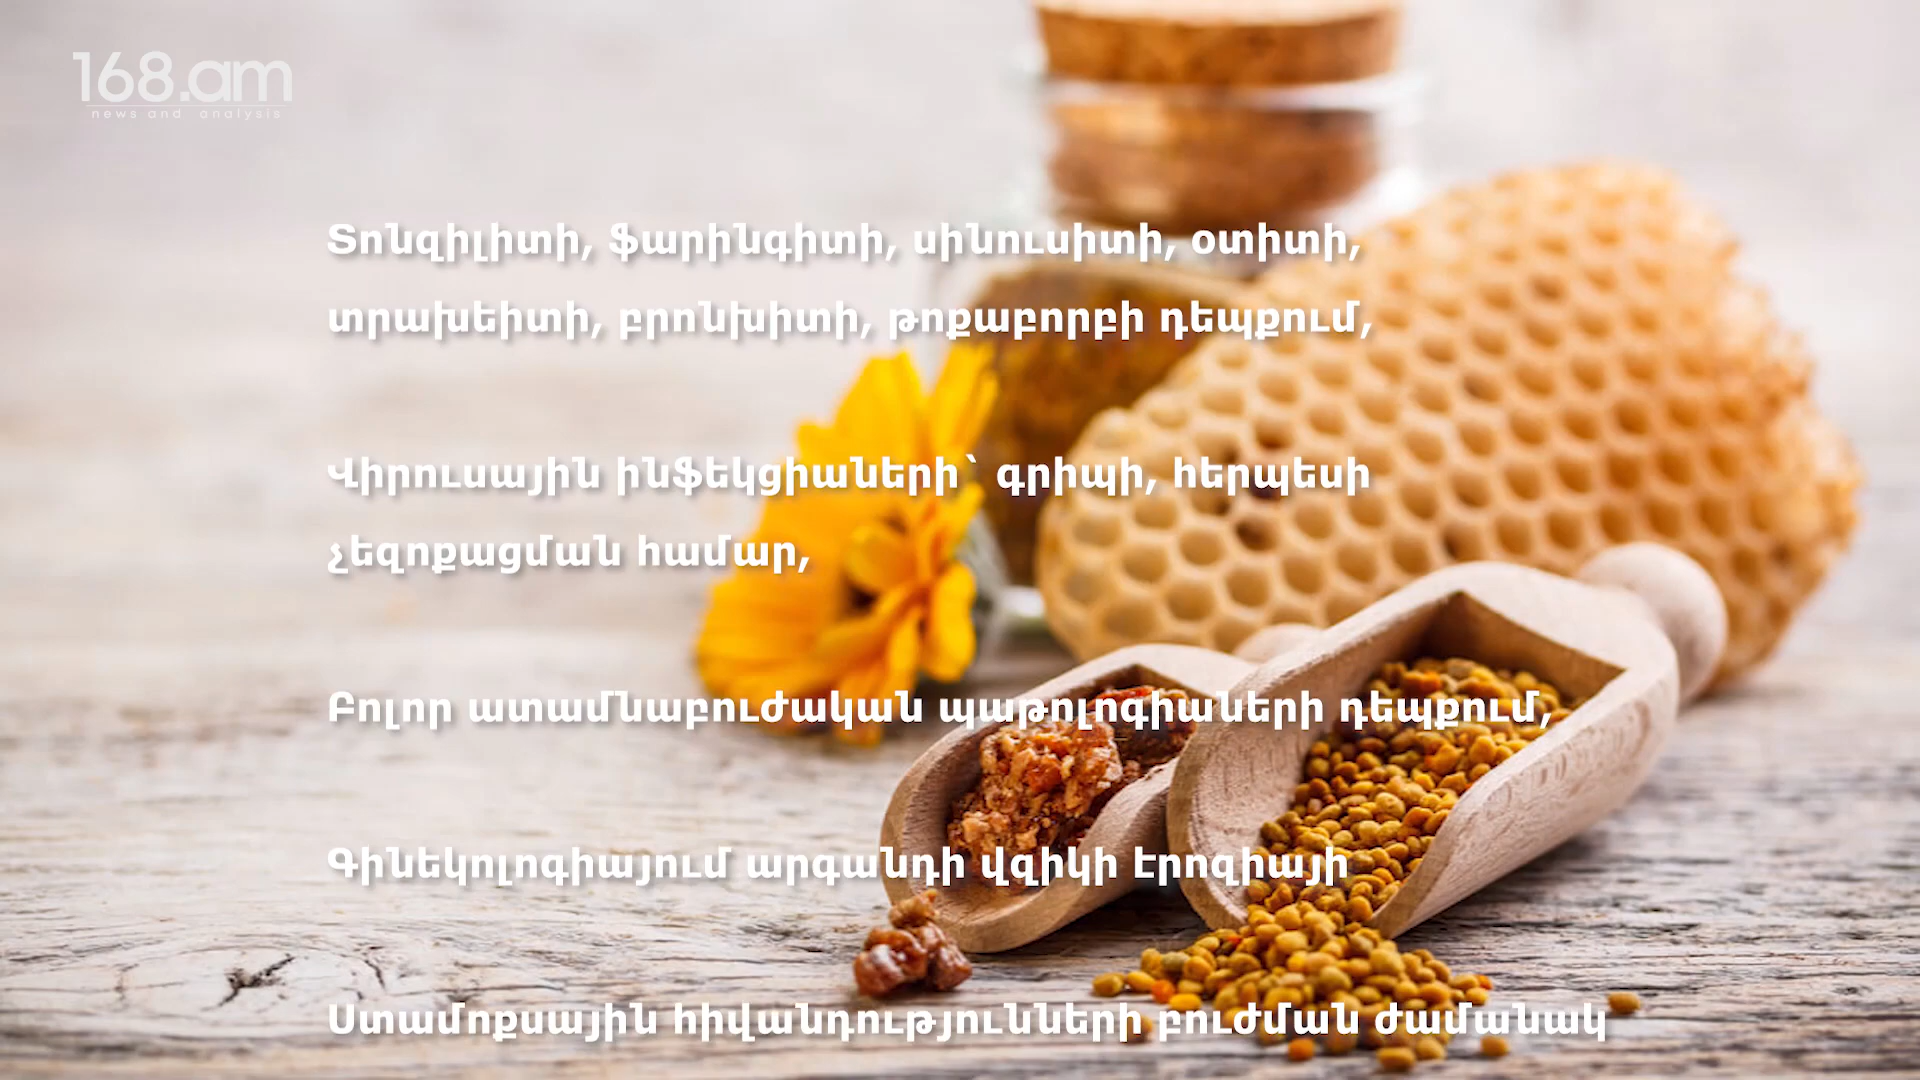 168.am
news and analysis
Տոնզիլիտի, ֆարինգիտի, սինուսիտի, օտիտի,
տրախեիտի, բրոնխիտի, թոքաբորբի դեպքում,
Վիրուսային ինֆեկցիաների՝ գրիպի, հերպեսի
չեզոքացման համար,
Բոլոր ատամնաբուժական պաթոլոգիաների դեպքում,
Գինեկոլոգիայում արգանդի վզիկի էրոզիայի
Ստամոքսային հիվանդությունների բուժման ժամանակ